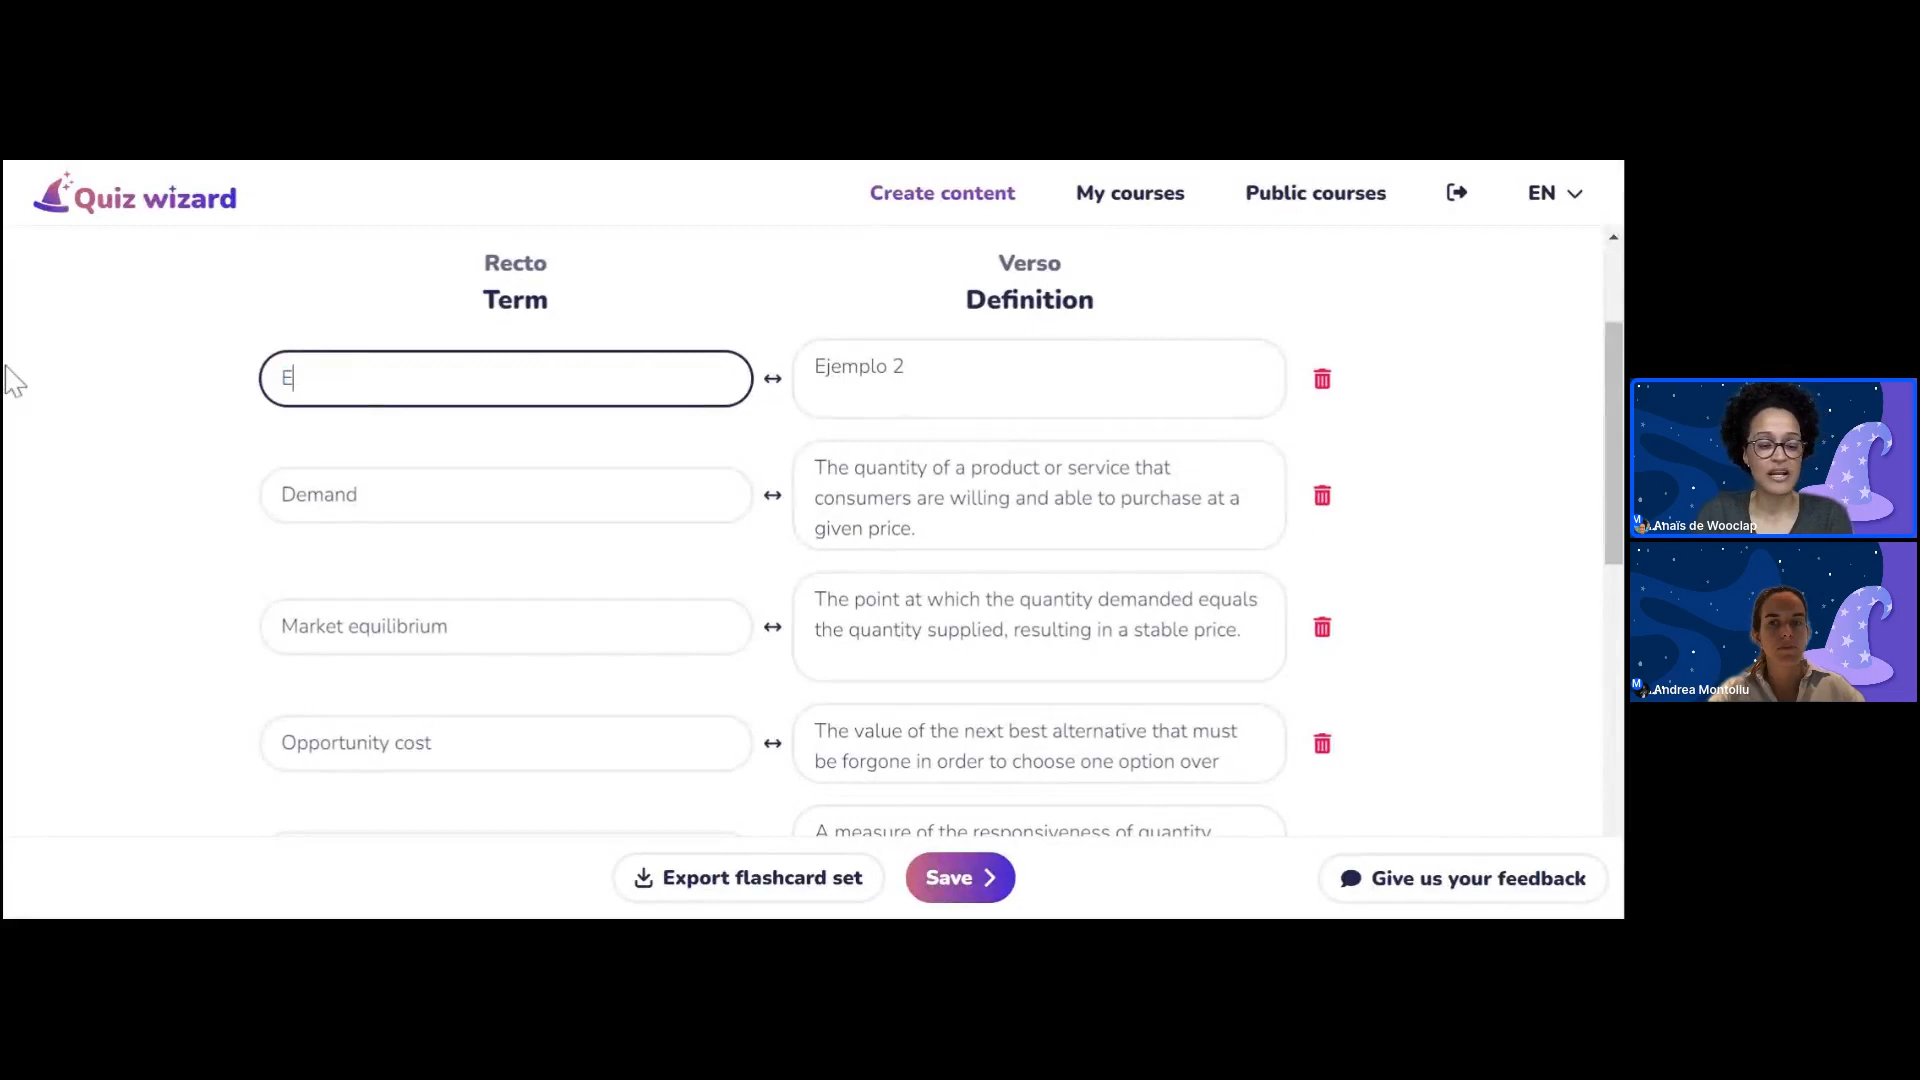 Quiz wizard
Create content
My courses
Public courses
EN
Recto
Verso
Term
Definition
E
Ejemplo 2
Demand
The quantity of a product or service that
consumers are willing and able to purchase at a
given price.
Market equilibrium
The point at which the quantity demanded equals
the quantity supplied, resulting in a stable price.
Opportunity cost
The value of the next best alternative that must
be forgone in order to choose one option over
A measure of the responsiveness of quantity
Export flashcard set
Save
Give us your feedback
M
Anaïs de Wooclap
M
Andrea Montoliu